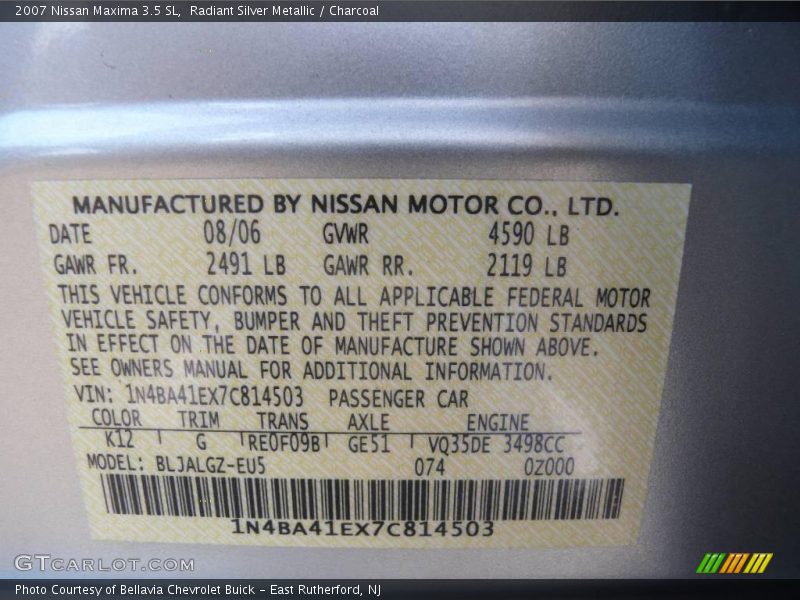 2007 Nissan Maxima 3.5 SL,  Radiant Silver Metallic / Charcoal
MANUFACTURED BY NISSAN MOTOR CO., LTD.
DATE 08/06 GVWR 4590 LB
GAWR FR. 2491 LB GAWR RR. 2119 LB
THIS VEHICLE CONFORMS TO ALL APPLICABLE FEDERAL MOTOR
VEHICLE SAFETY, BUMPER AND THEFT PREVENTION STANDARDS
IN EFFECT ON THE DATE OF MANUFACTURE SHOWN ABOVE.
SEE OWNERS MANUAL FOR ADDITIONAL INFORMATION.
VIN: 1N4BA41EX7C814503 PASSENGER CAR
COLOR TRIM TRANS AXLE ENGINE
K12 G RE0F09B GE51 VQ35DE 3498CC
MODEL: BLJALGZ-EU5 074 0Z000
1N4BA41EX7C814503
GTCARLOT.COM
Photo Courtesy of Bellavia Chevrolet Buick - East Rutherford, NJ